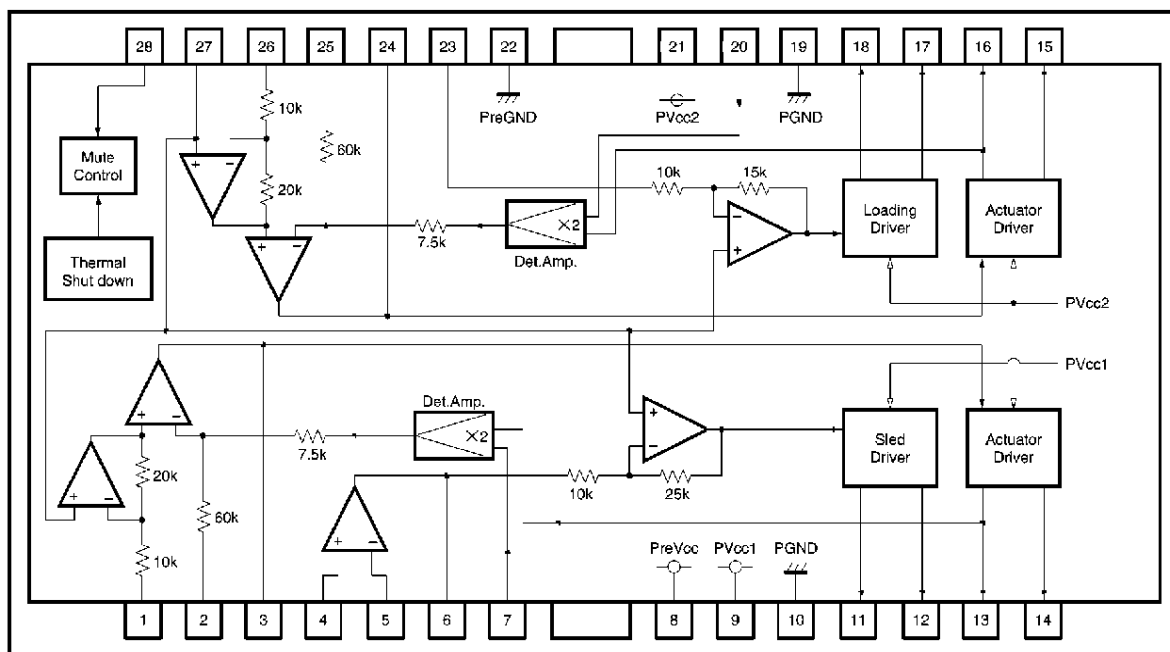 28 27 26 25 24 23 22 21 20 19 18 17 16 15
10k
PreGND
PVcc2
PGND
60k
Mute
Control
+ −
20k
10k 15k
×2
7.5k
Det.Amp.
−
+
Loading
Driver
Actuator
Driver
+ −
Thermal
Shut down
PVcc2
PVcc1
Det.Amp.
+ −
×2
7.5k
+
−
Sled
Driver
Actuator
Driver
20k
+ −
60k
10k 25k
+ −
10k
PreVcc PVcc1 PGND
1 2 3 4 5 6 7 8 9 10 11 12 13 14